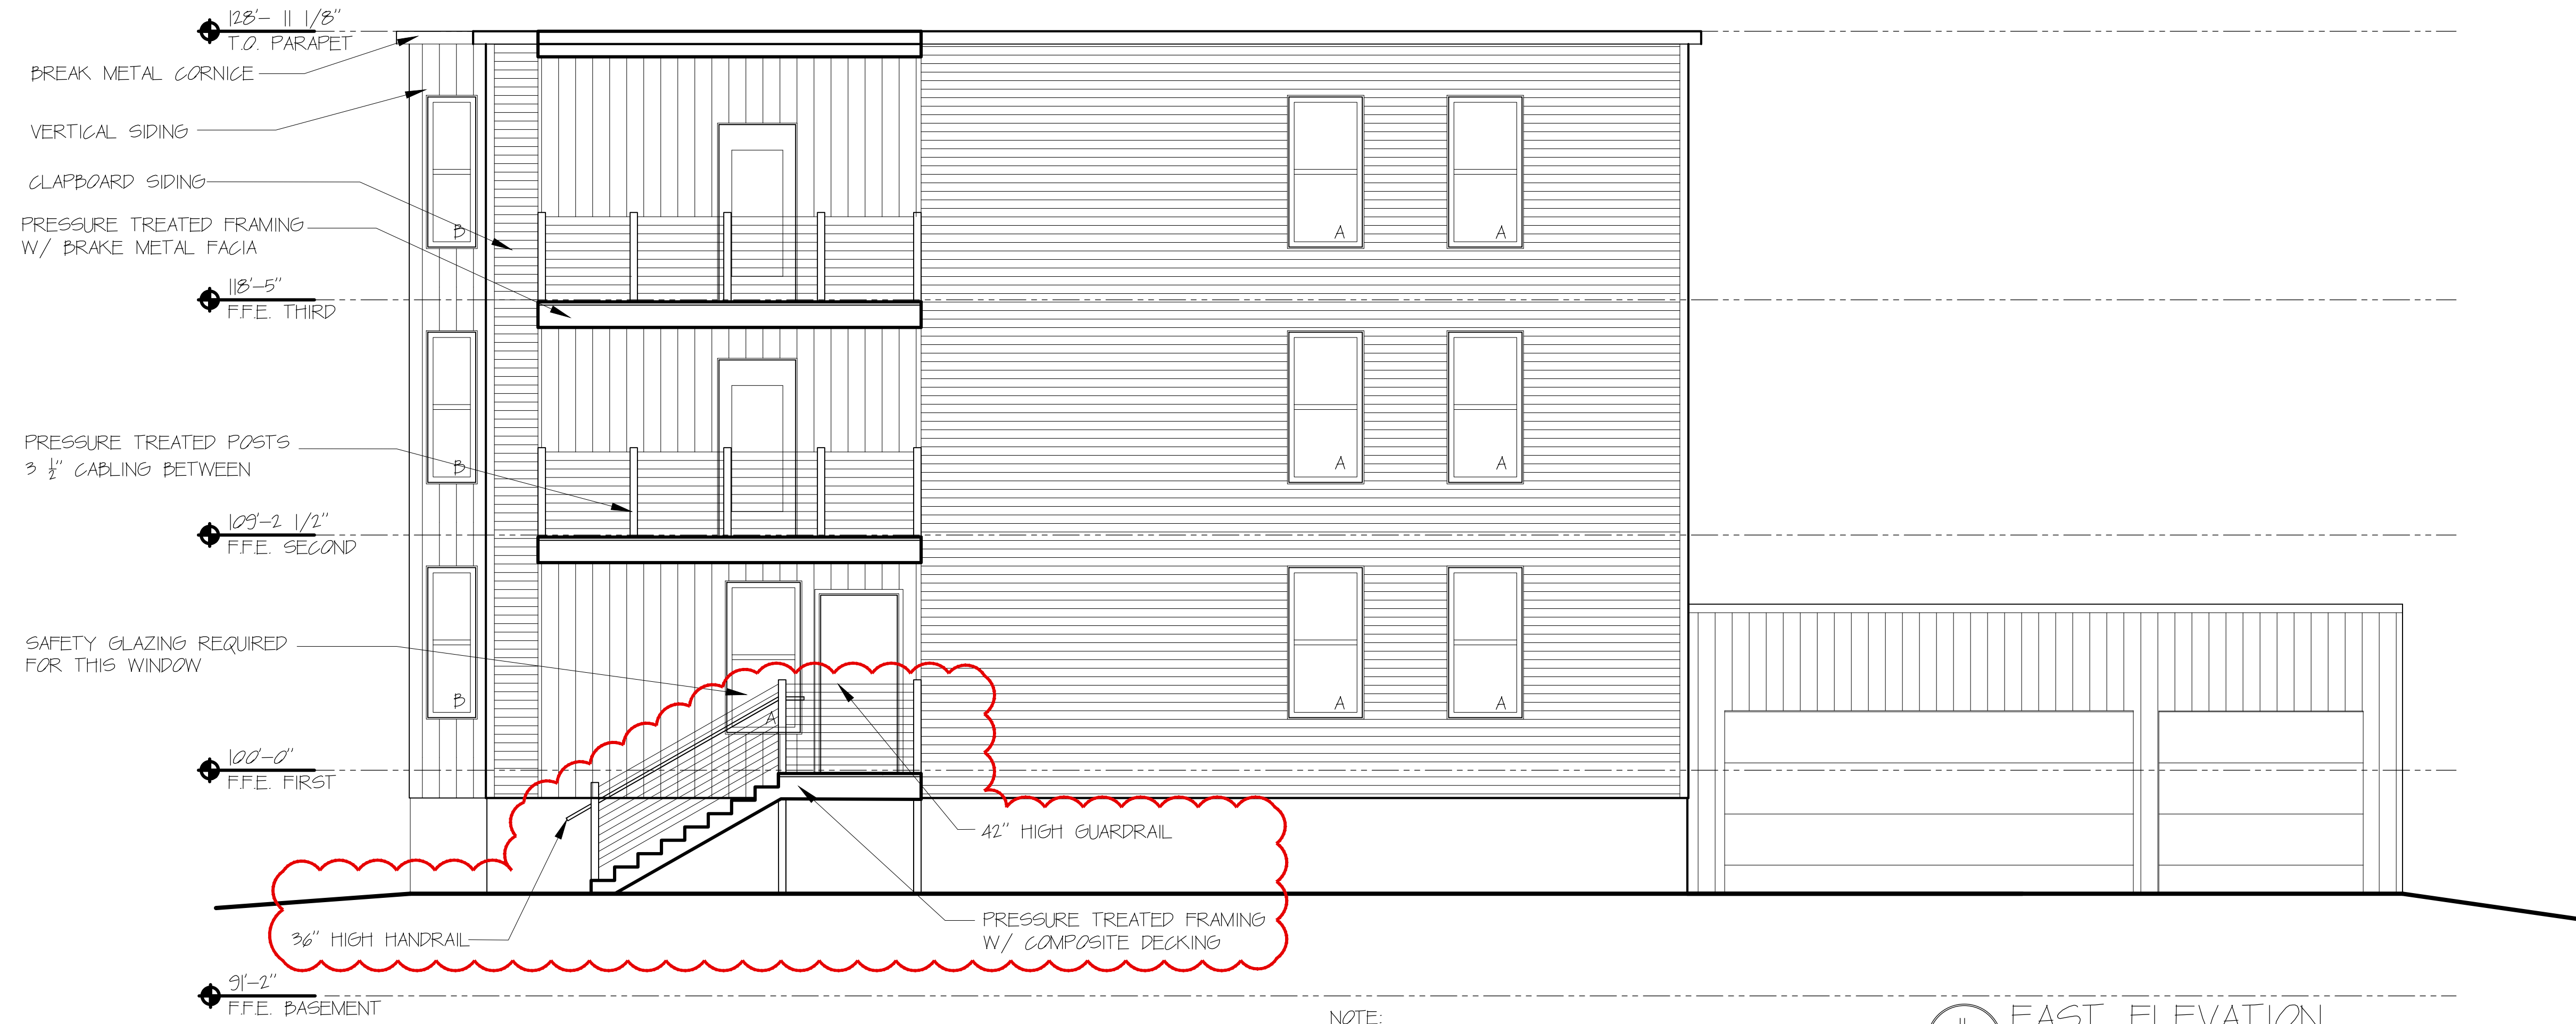 128'- 11 1/8"
T.O. PARAPET
BREAK METAL CORNICE
VERTICAL SIDING
CLAPBOARD SIDING
PRESSURE TREATED FRAMING
W/ BRAKE METAL FACIA
B
A
A
118'-5"
F.F.E. THIRD
PRESSURE TREATED POSTS
3 ½" CABLING BETWEEN
B
A
A
109'-2 1/2"
F.F.E. SECOND
SAFETY GLAZING REQUIRED
FOR THIS WINDOW
B
A
A
A
100'-0"
F.F.E. FIRST
42" HIGH GUARDRAIL
36" HIGH HANDRAIL
PRESSURE TREATED FRAMING
W/ COMPOSITE DECKING
91'-2"
F.F.E. BASEMENT
NOTE:
EAST ELEVATION